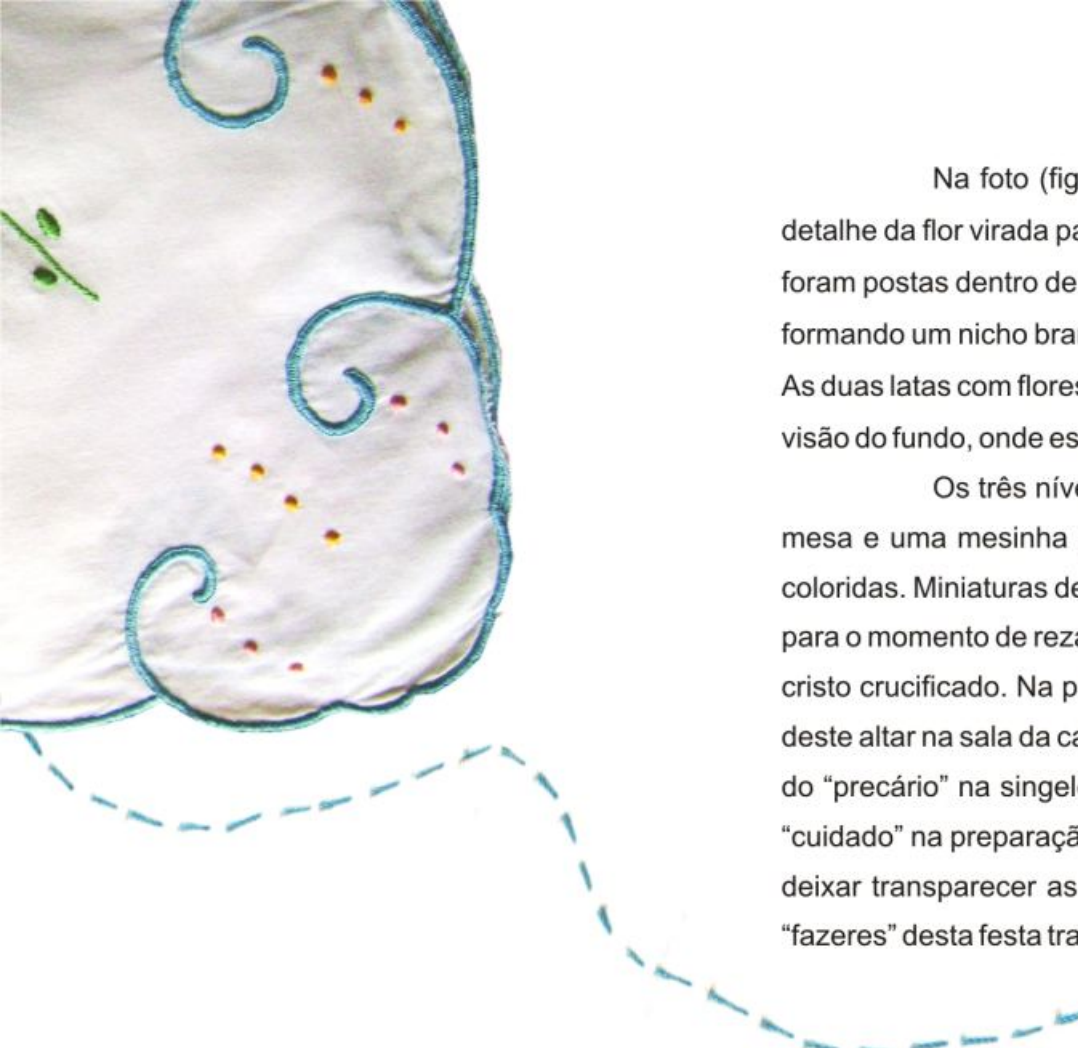 Na foto (fig
detalhe da flor virada pa
foram postas dentro de
formando um nicho bra
As duas latas com flores
visão do fundo, onde es
Os três níve
mesa e uma mesinha
coloridas. Miniaturas de
para o momento de reza
cristo crucificado. Na p
deste altar na sala da ca
do “precário” na singel
“cuidado” na preparaçã
deixar transparecer as
“fazeres” desta festa tra